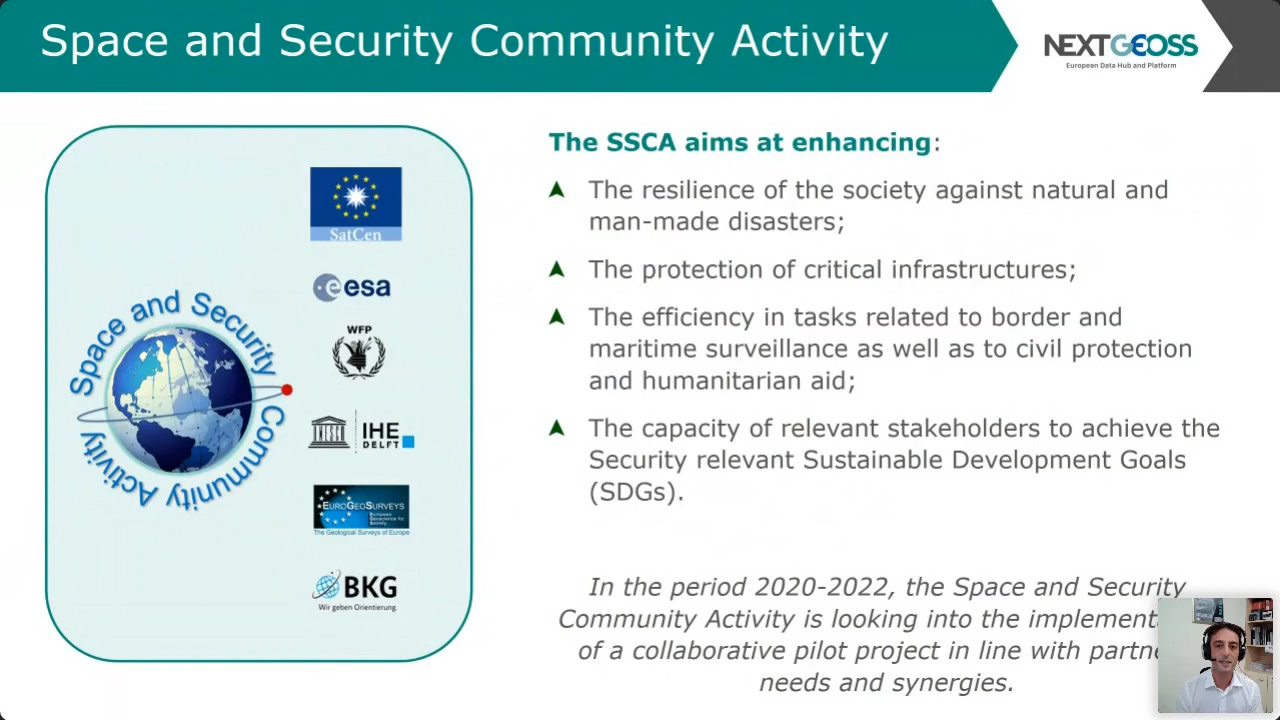 Space and Security Community Activity
NEXTGEOSS
European Data Hub and Platform
SatCen
esa
WFP
UNESCO
IHE
DELFT
EUROGEOSURVEYS
European
Geoscience for
Society
The Geological Surveys of Europe
BKG
Wir geben Orientierung.
Space and Security Community Activity
The SSCA aims at enhancing:
The resilience of the society against natural and
man-made disasters;
The protection of critical infrastructures;
The efficiency in tasks related to border and
maritime surveillance as well as to civil protection
and humanitarian aid;
The capacity of relevant stakeholders to achieve the
Security relevant Sustainable Development Goals
(SDGs).
In the period 2020-2022, the Space and Security
Community Activity is looking into the implement
of a collaborative pilot project in line with partne
needs and synergies.